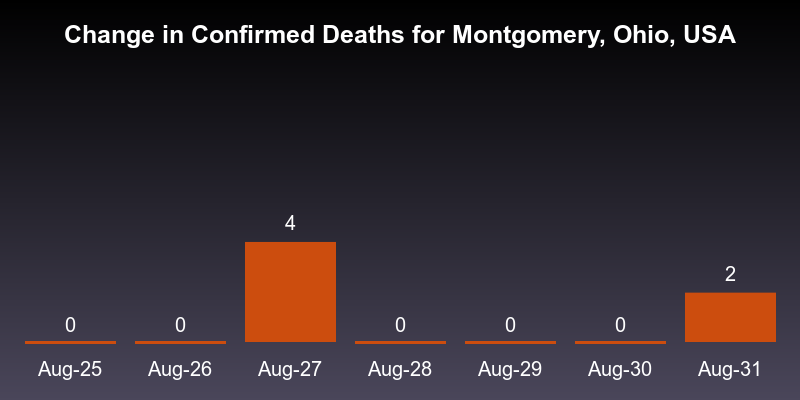 Change in Confirmed Deaths for Montgomery, Ohio, USA
0 0 4 0 0 0 2
Aug-25 Aug-26 Aug-27 Aug-28 Aug-29 Aug-30 Aug-31